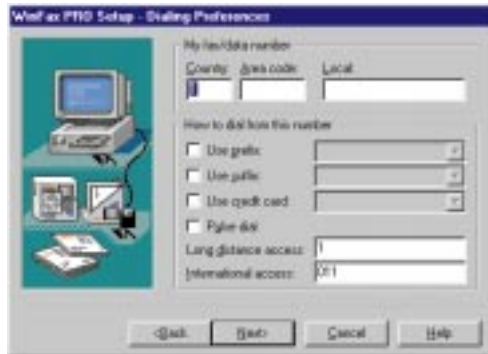 WinFax PRO Setup - Dialing Preferences
My fax/data number
Country: Area code: Local:
1
How to dial from this number
Use prefix
Use suffix
Use credit card
Pulse dial
Long distance access: 1
International access: 011
<Back Next> Cancel Help